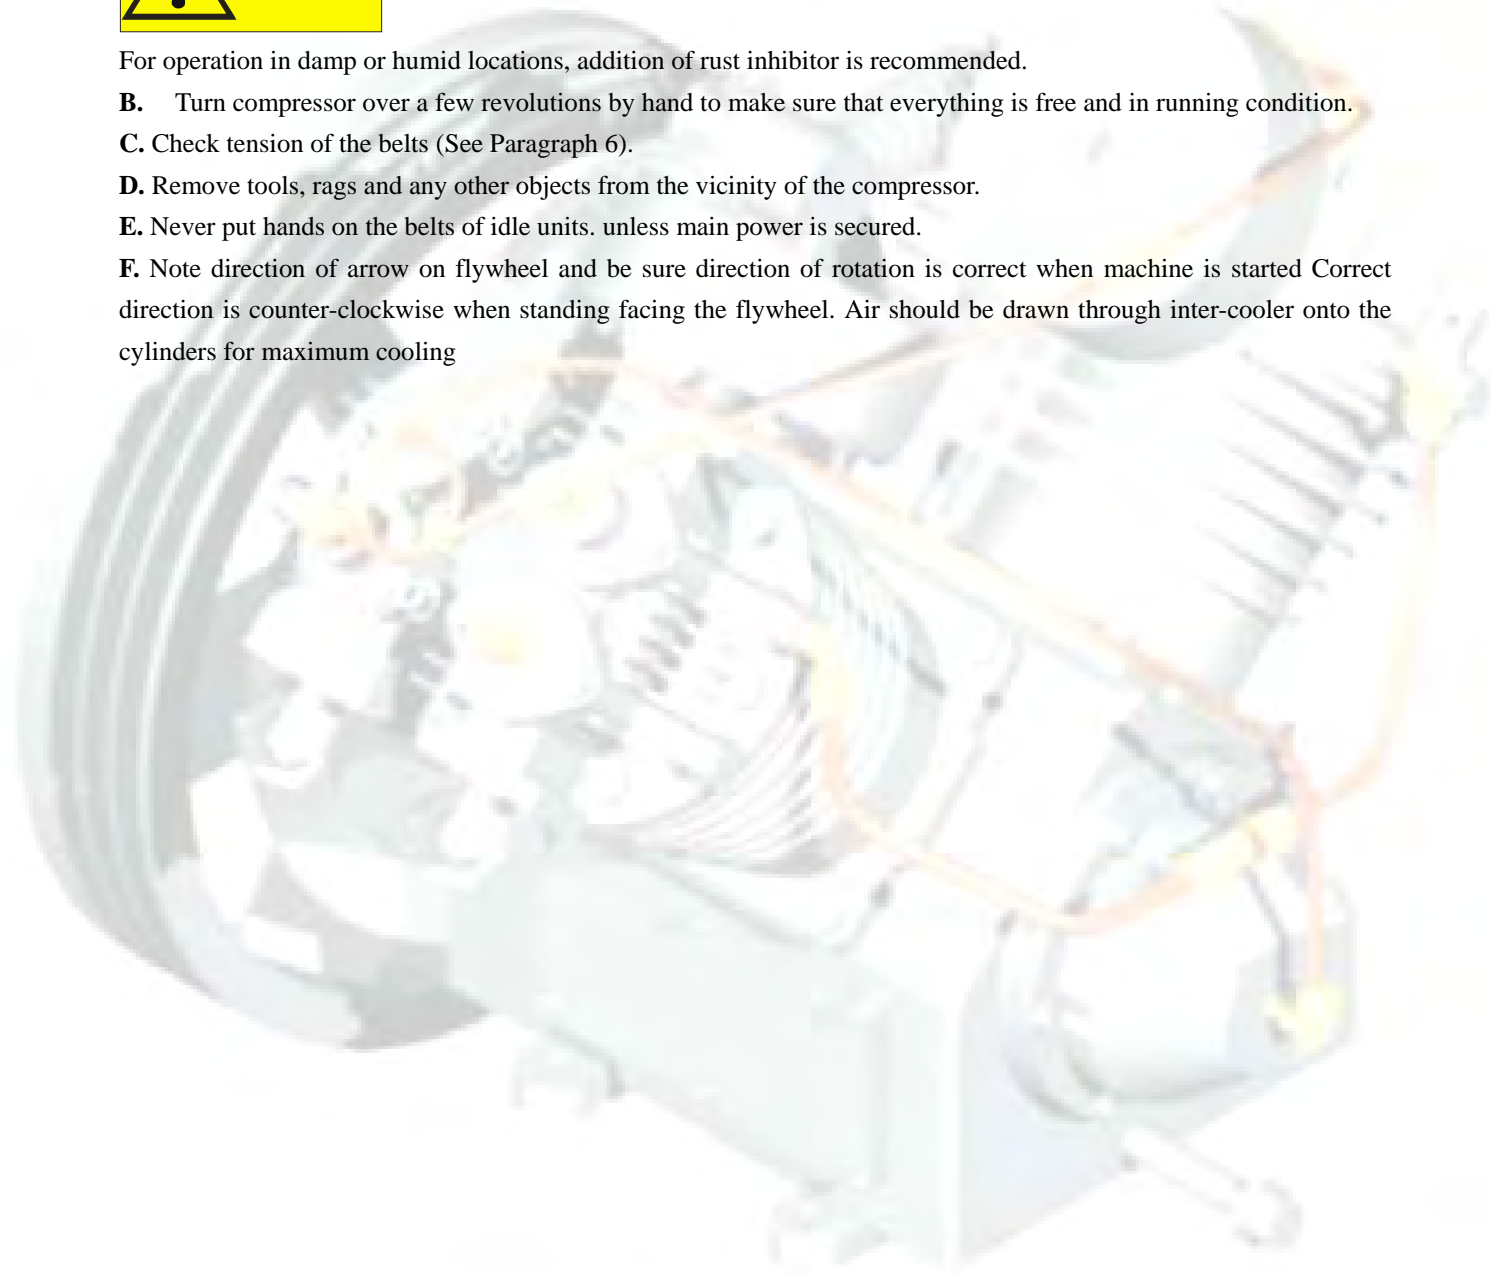 For operation in damp or humid locations, addition of rust inhibitor is recommended.
B. Turn compressor over a few revolutions by hand to make sure that everything is free and in running condition.
C. Check tension of the belts (See Paragraph 6).
D. Remove tools, rags and any other objects from the vicinity of the compressor.
E. Never put hands on the belts of idle units. unless main power is secured.
F. Note direction of arrow on flywheel and be sure direction of rotation is correct when machine is started Correct
direction is counter-clockwise when standing facing the flywheel. Air should be drawn through inter-cooler onto the
cylinders for maximum cooling